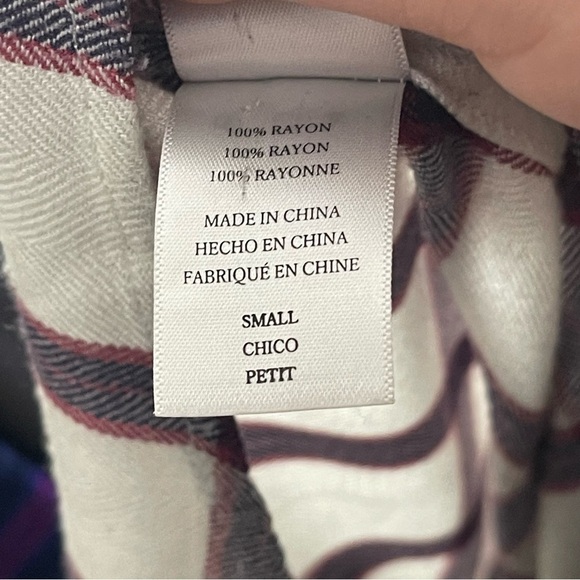 100% RAYON
100% RAYON
100% RAYONNE
MADE IN CHINA
HECHO EN CHINA
FABRIQUÉ EN CHINE
SMALL
CHICO
PETIT